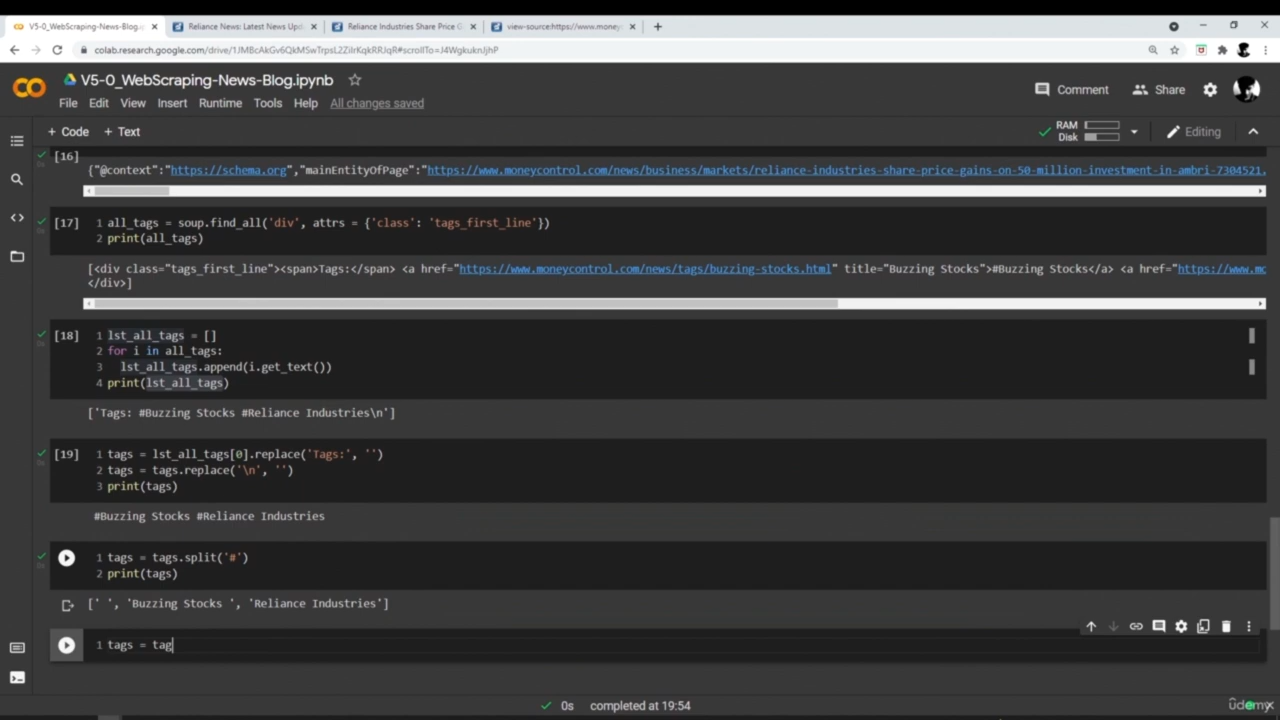 V5-0_WebScraping-News-Blog.ipy
Reliance News: Latest News Upda
Reliance Industries Share Price G
view-source:https://www.money
colab.research.google.com/drive/1JMBcAkGv6QkMSwTrpsL2ZiIrKqkRRJqR#scrollTo=J4WgkuknJjhP
V5-0_WebScraping-News-Blog.ipynb
Comment
Share
File Edit View Insert Runtime Tools Help All changes saved
+ Code + Text
RAM
Disk
Editing
[16]
{"@context":"https://schema.org","mainEntityOfPage":"https://www.moneycontrol.com/news/business/markets/reliance-industries-share-price-gains-on-50-million-investment-in-ambri-7304521.
[17]
1 all_tags = soup.find_all('div', attrs = {'class': 'tags_first_line'})
2 print(all_tags)
[<div class="tags_first_line"><span>Tags:</span> <a href="https://www.moneycontrol.com/news/tags/buzzing-stocks.html" title="Buzzing Stocks">#Buzzing Stocks</a> <a href="https://www.mo
</div>]
[18]
1 lst_all_tags = []
2 for i in all_tags:
3 lst_all_tags.append(i.get_text())
4 print(lst_all_tags)
['Tags: #Buzzing Stocks #Reliance Industries\n']
[19]
1 tags = lst_all_tags[0].replace('Tags:', '')
2 tags = tags.replace('\n', '')
3 print(tags)
#Buzzing Stocks #Reliance Industries
1 tags = tags.split('#')
2 print(tags)
[' ', 'Buzzing Stocks ', 'Reliance Industries']
1 tags = tag
0s completed at 19:54
udemy